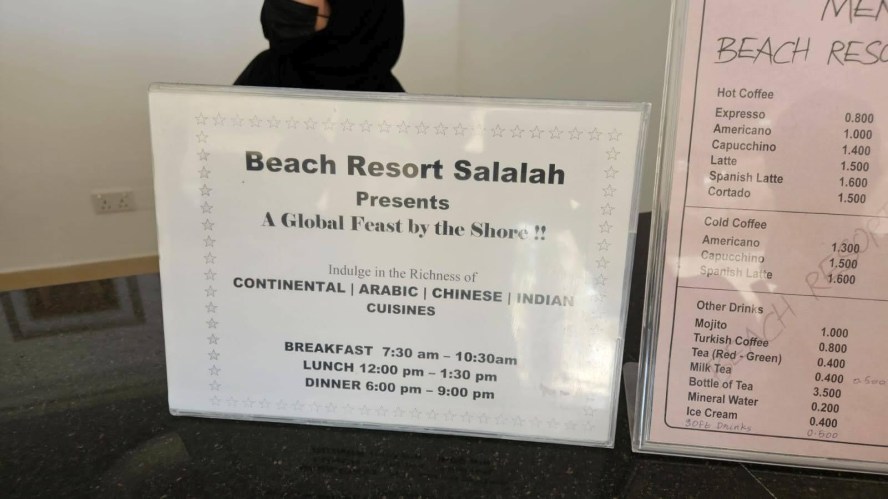 Beach Resort Salalah
Presents
A Global Feast by the Shore !!
Indulge in the Richness of
CONTINENTAL | ARABIC | CHINESE | INDIAN
CUISINES
BREAKFAST 7:30 am – 10:30am
LUNCH 12:00 pm – 1:30 pm
DINNER 6:00 pm – 9:00 pm
BEACH
Hot Coffee
Expresso 0.800
Americano 1.000
Capucchino 1.400
Latte 1.500
Spanish Latte 1.600
Cortado 1.500
Cold Coffee
Americano 1.300
Capucchino 1.500
Spanish Latte 1.600
Other Drinks
Mojito 1.000
Turkish Coffee 0.800
Tea (Red - Green) 0.400
Milk Tea 0.400 0.500
Bottle of Tea 3.500
Mineral Water 0.200
Ice Cream 0.400
Drinks 0.500